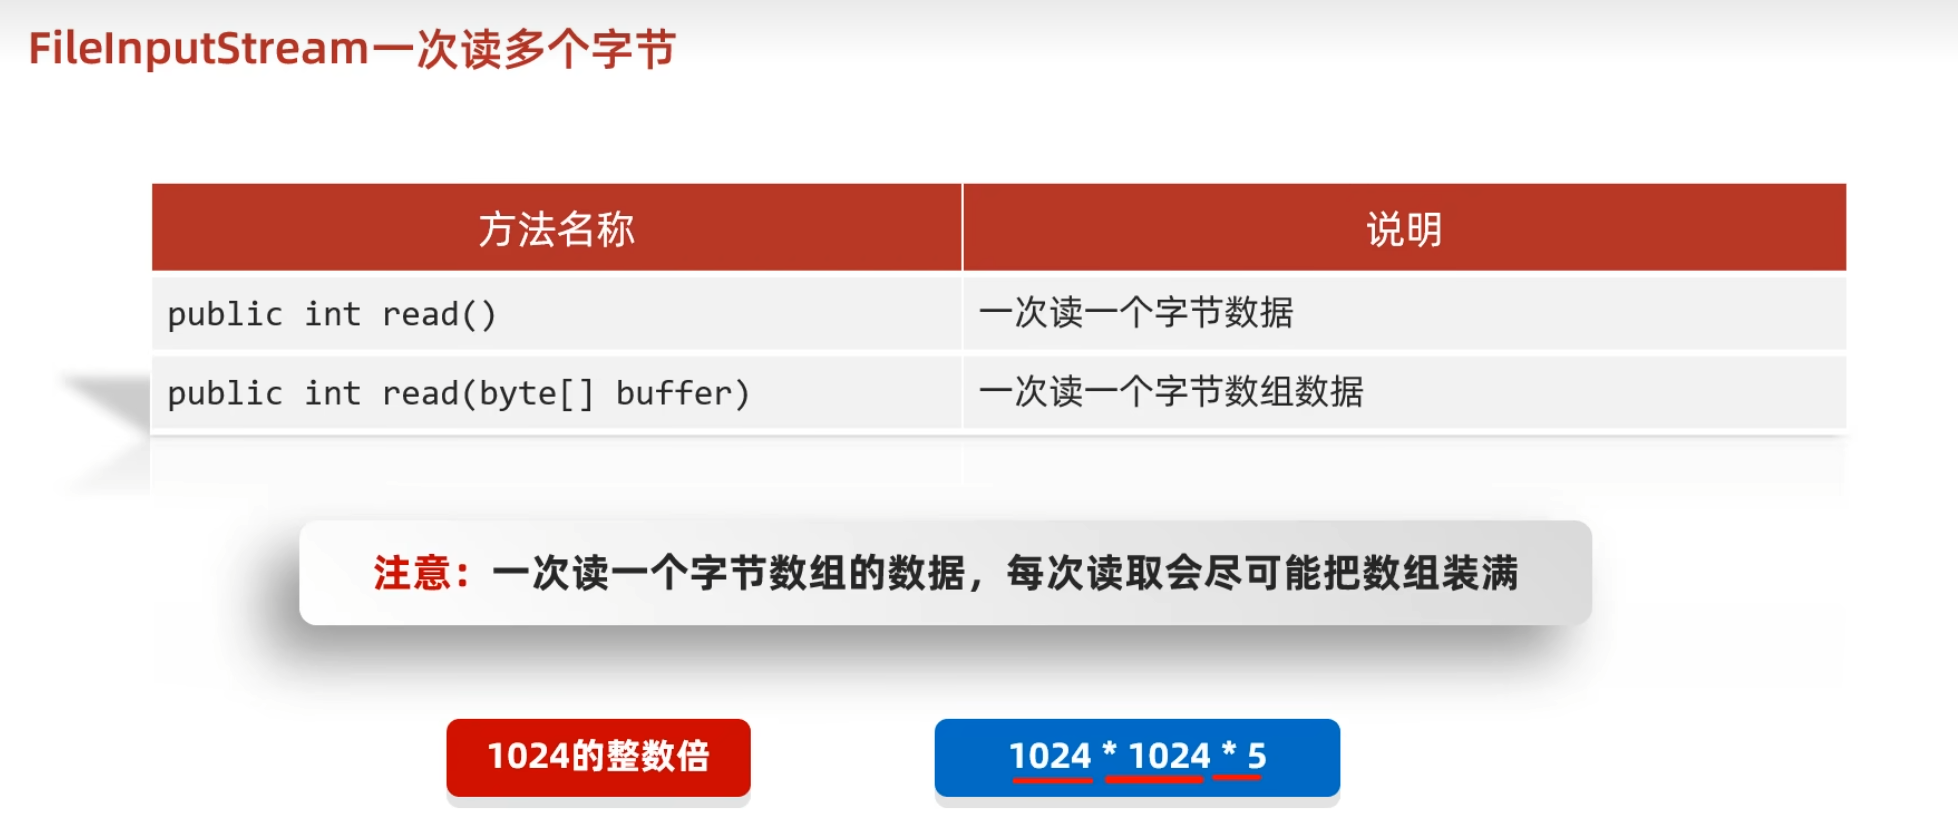 FileInputStream一次读多个字节
方法名称 说明
public int read() 一次读一个字节数据
public int read(byte[] buffer) 一次读一个字节数组数据
注意：一次读一个字节数组的数据，每次读取会尽可能把数组装满
1024的整数倍 1024 * 1024 * 5